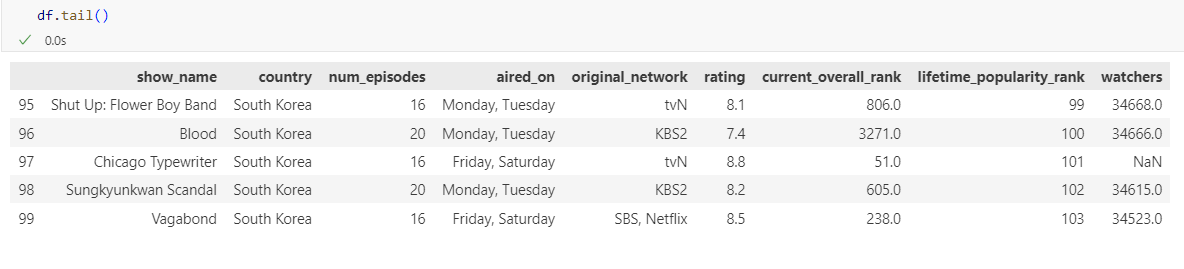 df.tail()
0.0s
show_name country num_episodes aired_on original_network rating current_overall_rank lifetime_popularity_rank watchers
95 Shut Up: Flower Boy Band South Korea 16 Monday, Tuesday tvN 8.1 806.0 99 34668.0
96 Blood South Korea 20 Monday, Tuesday KBS2 7.4 3271.0 100 34666.0
97 Chicago Typewriter South Korea 16 Friday, Saturday tvN 8.8 51.0 101 NaN
98 Sungkyunkwan Scandal South Korea 20 Monday, Tuesday KBS2 8.2 605.0 102 34615.0
99 Vagabond South Korea 16 Friday, Saturday SBS, Netflix 8.5 238.0 103 34523.0